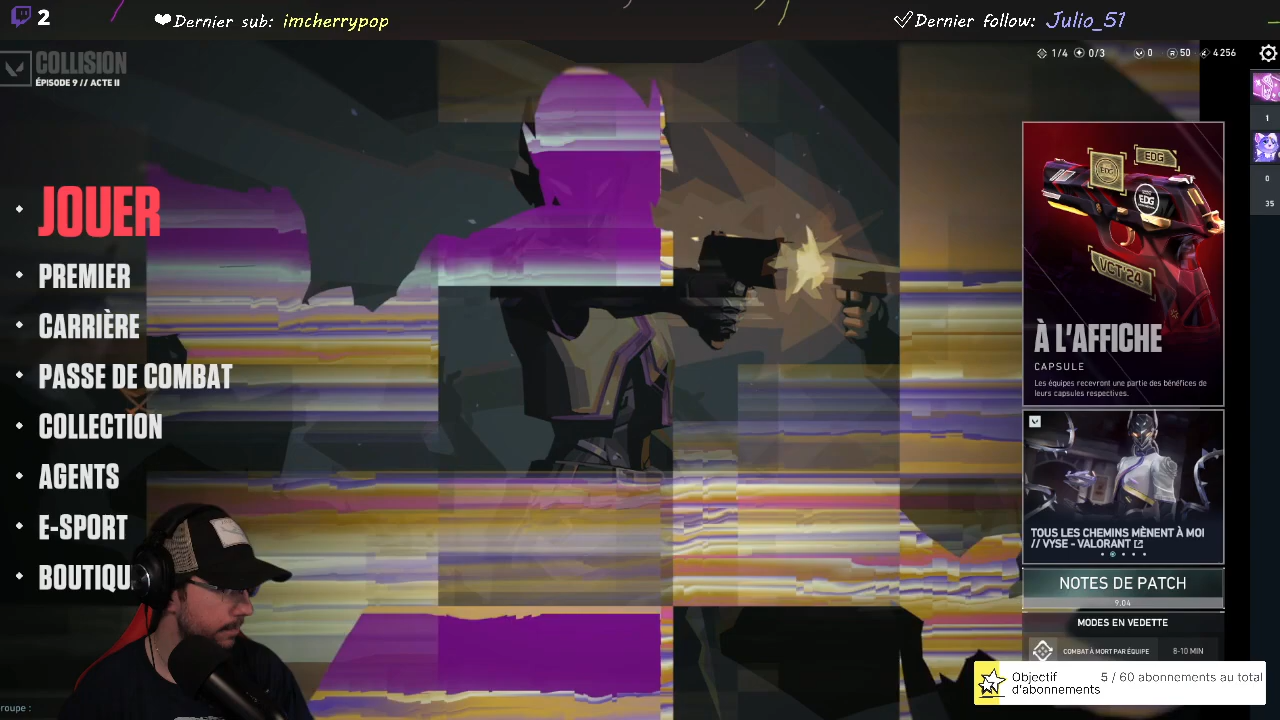 2
Dernier sub: imcherrypop
Dernier follow: Julio_51
COLLISION
ÉPISODE 9 // ACTE II
1/4 0/3 0 50 4 256
1
0
35
JOUER
PREMIER
CARRIÈRE
PASSE DE COMBAT
COLLECTION
AGENTS
E-SPORT
BOUTIQU
EDG
EDG
VCT'24
À L'AFFICHE
CAPSULE
Les équipes recevront une partie des bénéfices de
leurs capsules respectives.
TOUS LES CHEMINS MÈNENT À MOI
// VYSE - VALORANT
NOTES DE PATCH
9.04
MODES EN VEDETTE
COMBAT À MORT PAR ÉQUIPE 8-10 MIN
Objectif
d'abonnements
5 / 60 abonnements au total
roupe :